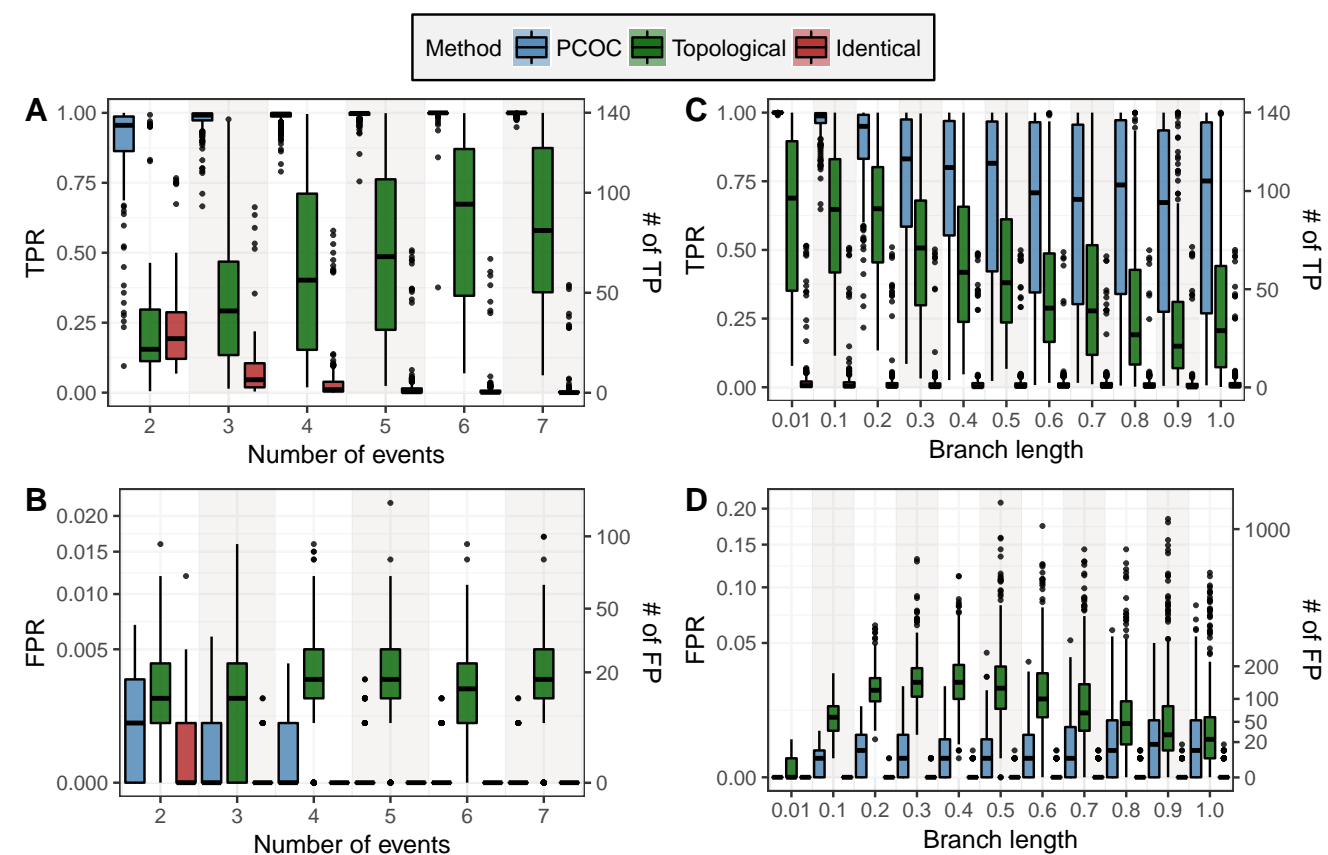 Method PCOC Topological Identical
A
1.00
0.75
0.50
0.25
0.00
TPR
140
100
50
0
# of TP
2 3 4 5 6 7
Number of events
C
1.00
0.75
0.50
0.25
0.00
TPR
140
100
50
0
# of TP
0.01 0.1 0.2 0.3 0.4 0.5 0.6 0.7 0.8 0.9 1.0
Branch length
B
0.020
0.015
0.010
0.005
0.000
FPR
100
50
20
0
# of FP
2 3 4 5 6 7
Number of events
D
0.20
0.15
0.10
0.05
0.00
FPR
1000
200
100
50
20
0
# of FP
0.01 0.1 0.2 0.3 0.4 0.5 0.6 0.7 0.8 0.9 1.0
Branch length